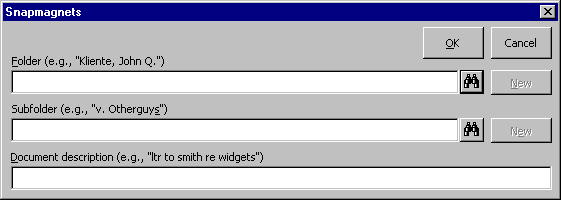 Snapmagnets
OK Cancel
Folder (e.g., "Kliente, John Q.")
New
Subfolder (e.g., "v. Otherguys")
New
Document description (e.g., "ltr to smith re widgets")